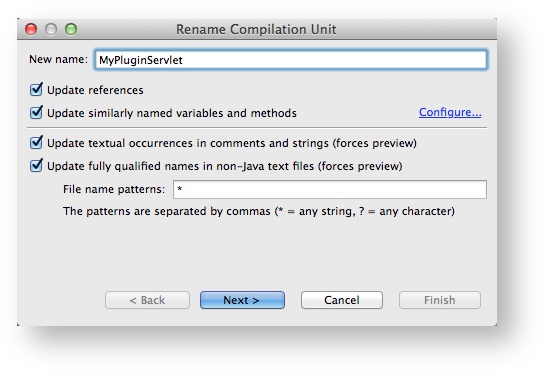 Rename Compilation Unit
New name: MyPluginServlet
Update references
Update similarly named variables and methods Configure...
Update textual occurrences in comments and strings (forces preview)
Update fully qualified names in non-Java text files (forces preview)
File name patterns: *
The patterns are separated by commas (* = any string, ? = any character)
< Back Next > Cancel Finish